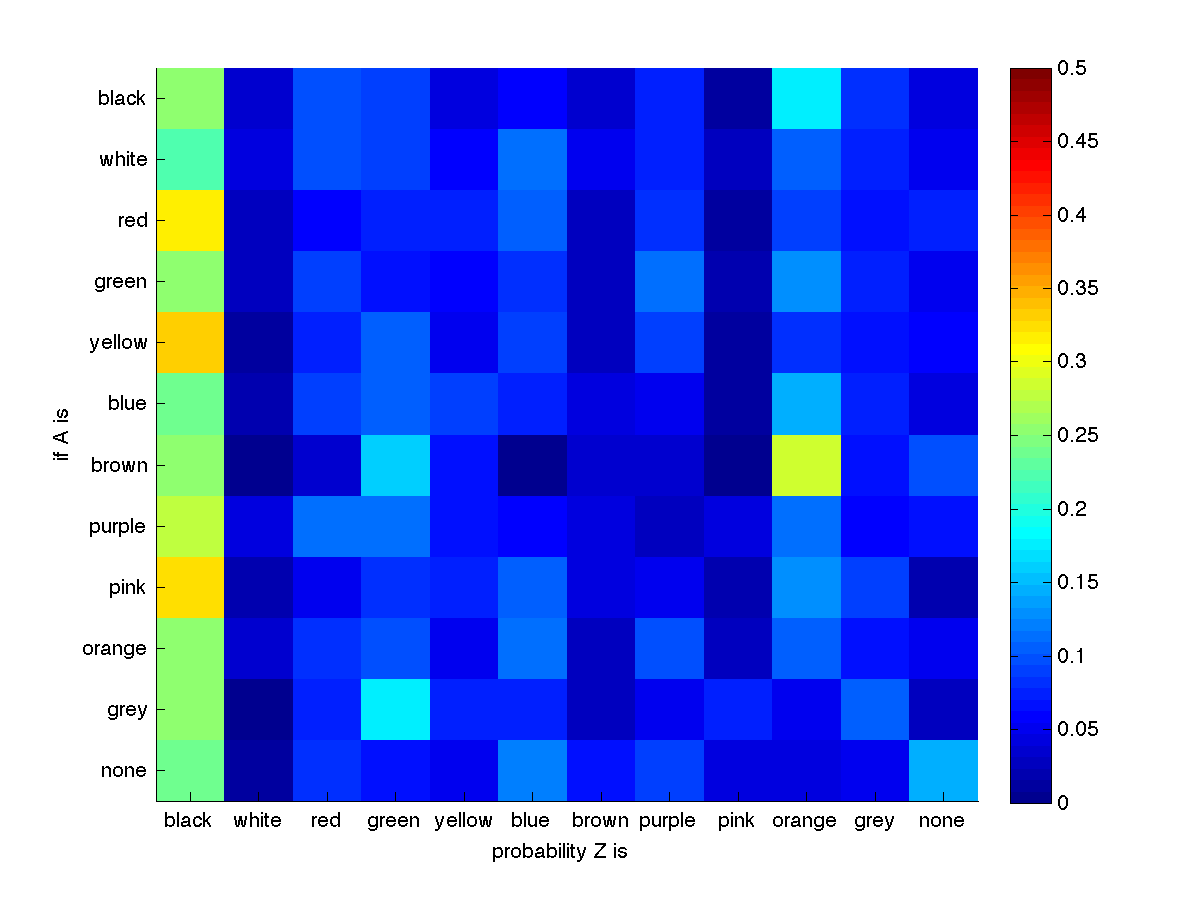 black
white
red
green
yellow
blue
brown
purple
pink
orange
grey
none
if A is
black white red green yellow blue brown purple pink orange grey none
probability Z is
0.5
0.45
0.4
0.35
0.3
0.25
0.2
0.15
0.1
0.05
0